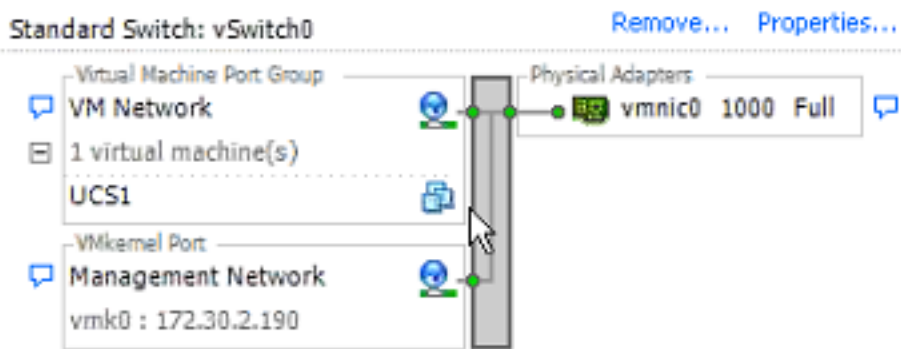 Standard Switch: vSwitch0 Remove... Properties...
Virtual Machine Port Group
VM Network
1 virtual machine(s)
UCS1
VMkernel Port
Management Network
vmk0 : 172.30.2.190
Physical Adapters
vmnic0 1000 Full